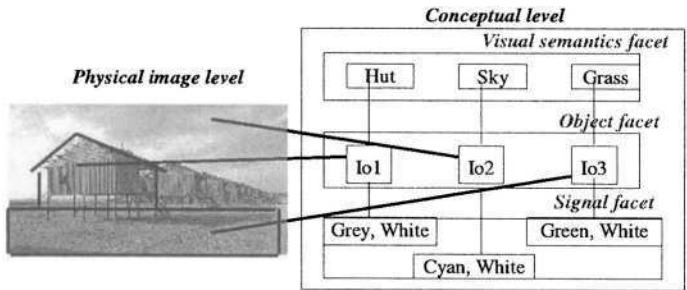 Conceptual level
Visual semantics facet
Physical image level
Hut Sky Grass
Object facet
Io1 Io2 Io3
Signal facet
Grey, White Green, White
Cyan, White